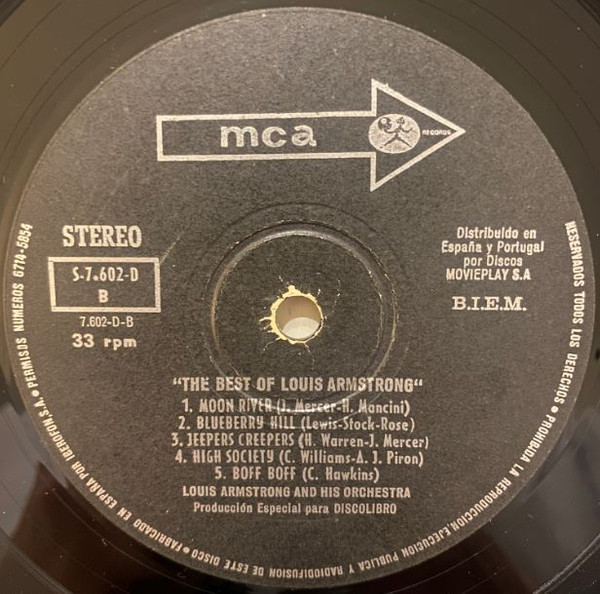 mca
RECORDS
STEREO
S-7.602-D
B
7.602-D-B
33 rpm
Distribuido en
España y Portugal
por Discos
MOVIEPLAY S.A
B.I.E.M.
"THE BEST OF LOUIS ARMSTRONG"
1. MOON RIVER (J. Mercer-H. Mancini)
2. BLUEBERRY HILL (Lewis-Stock-Rose)
3. JEEPERS CREEPERS (H. Warren-J. Mercer)
4. HIGH SOCIETY (C. Williams-A. J. Piron)
5. BOFF BOFF (C. Hawkins)
LOUIS ARMSTRONG AND HIS ORCHESTRA
Producción Especial para DISCOLIBRO
RESERVADOS TODOS LOS DERECHOS • PROHIBIDA LA REPRODUCCION,EJECUCION PUBLICA Y RADIODIFUSION DE ESTE DISCO • FABRICADO EN ESPAÑA POR IBEROFON,S.A • PERMISOS NUMEROS 6714-5854